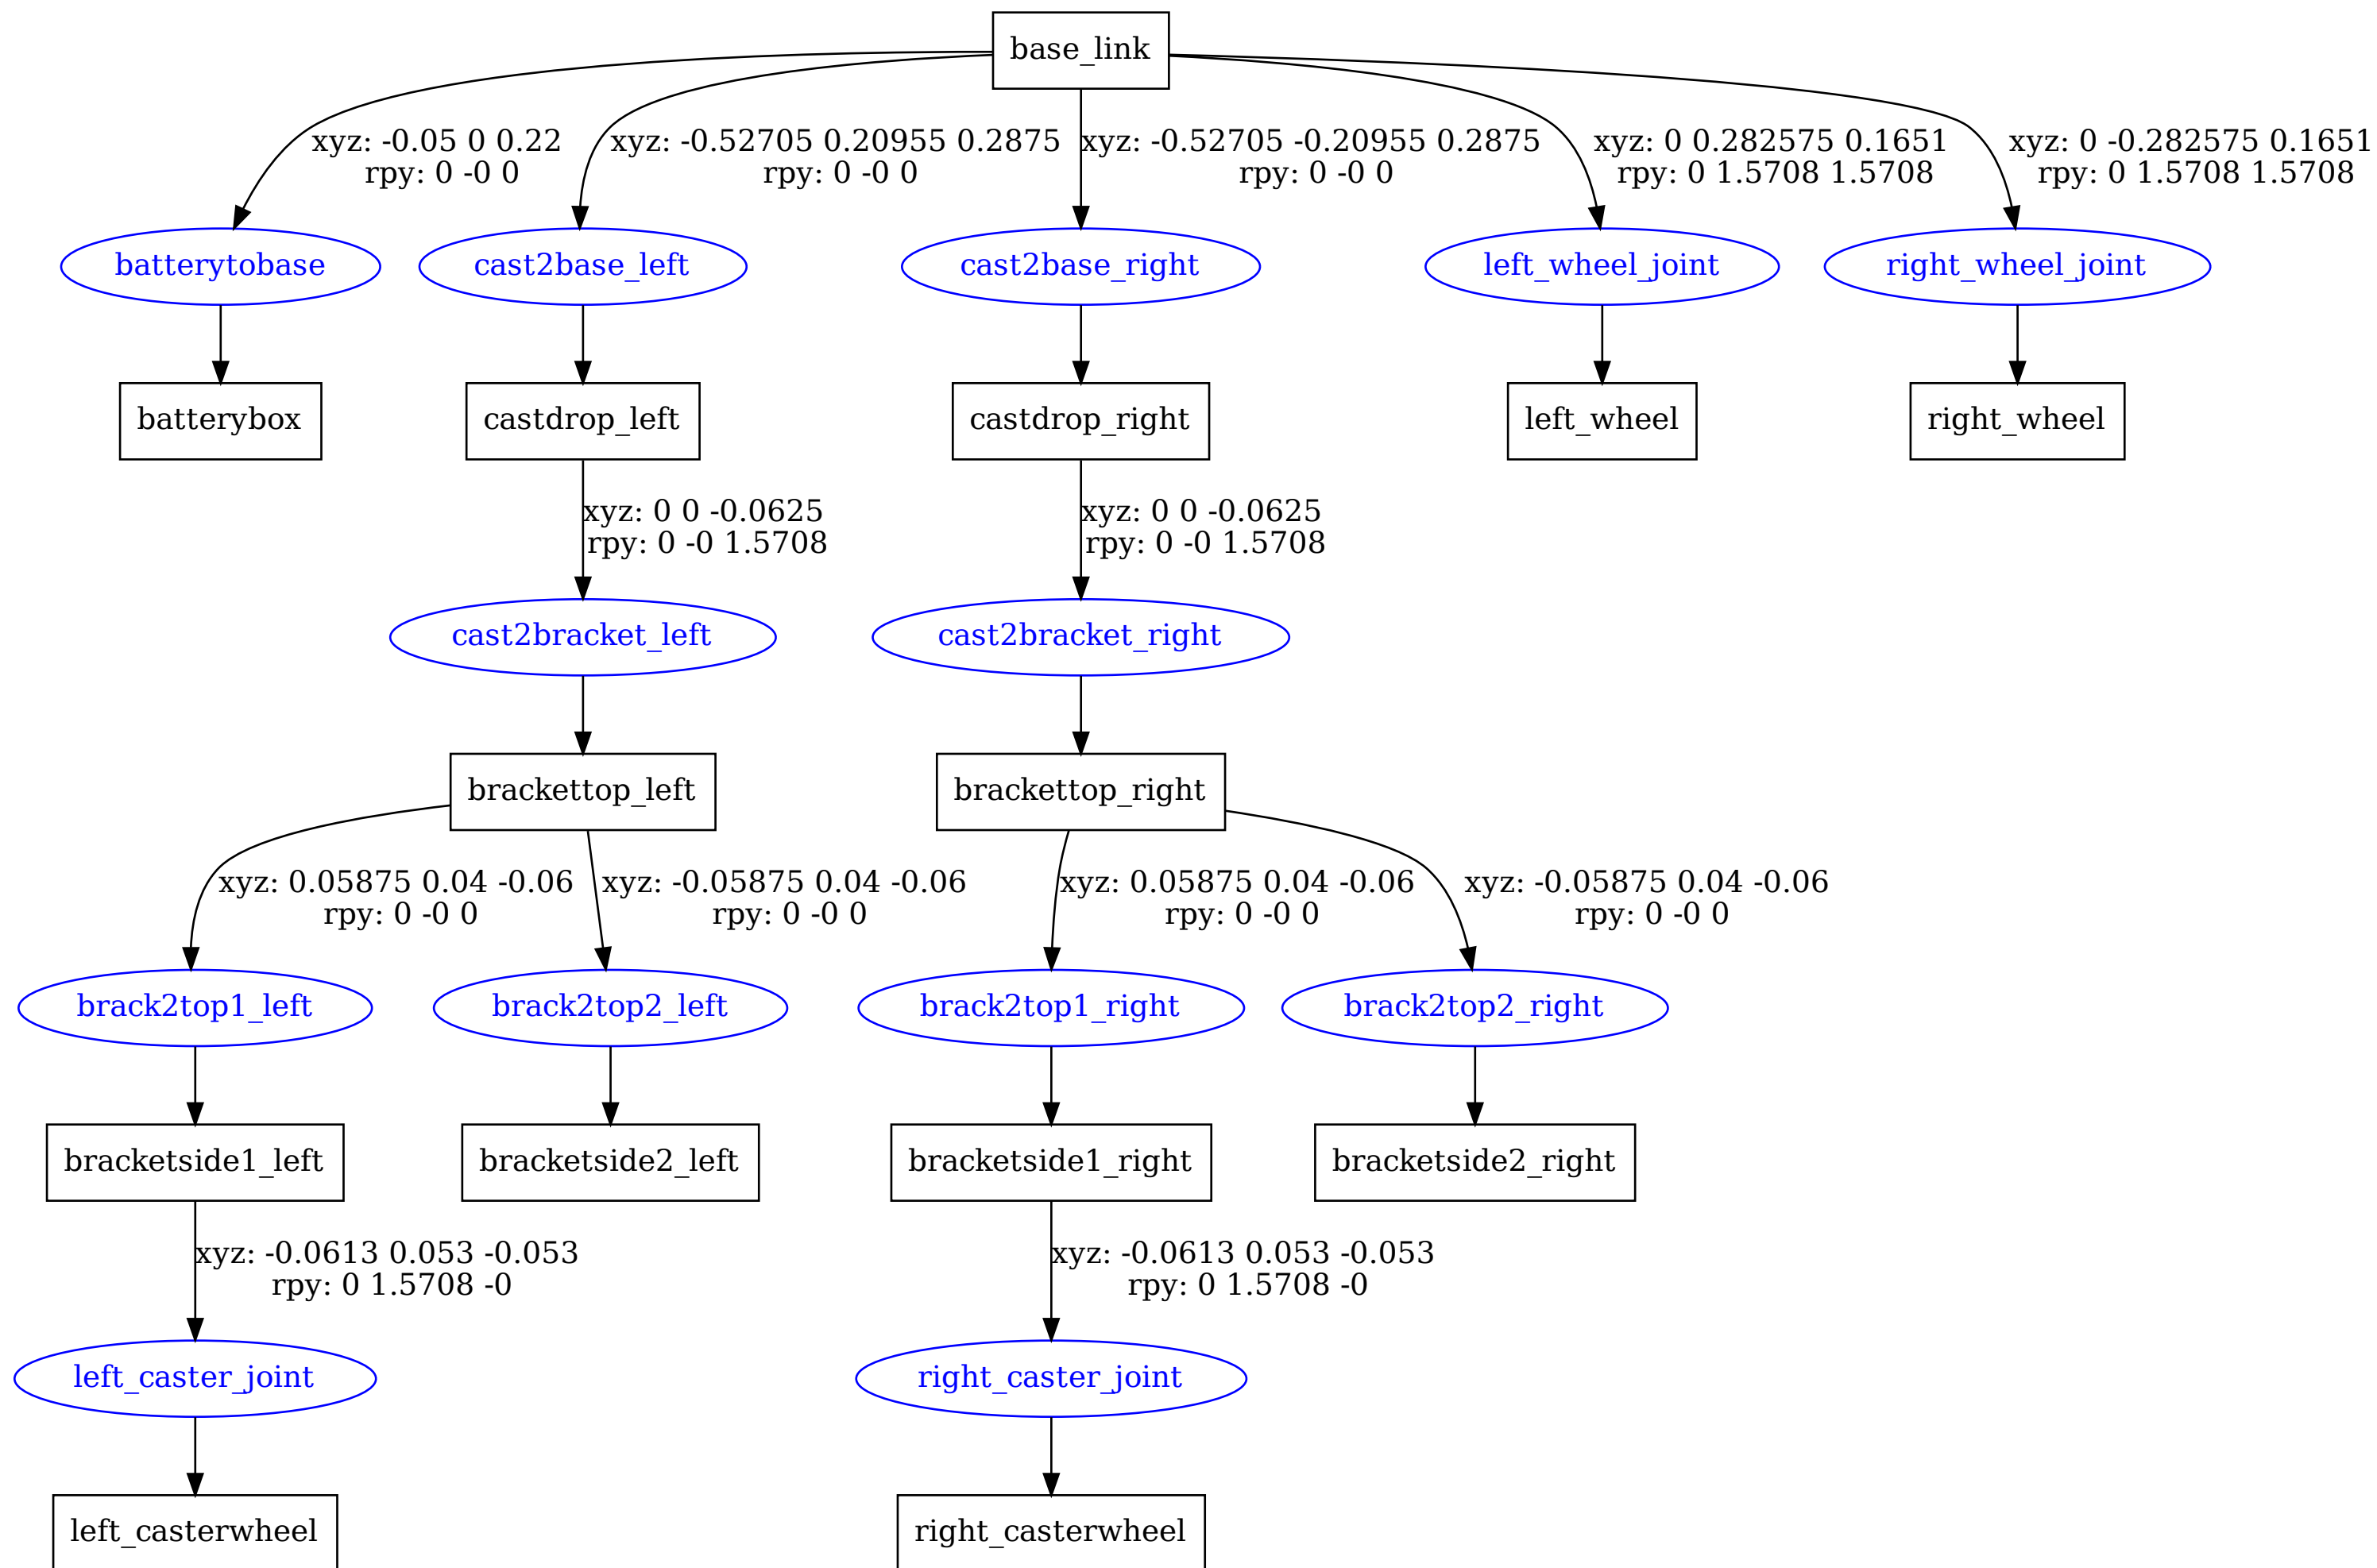 base_link
xyz: -0.05 0 0.22
rpy: 0 -0 0
xyz: -0.52705 0.20955 0.2875
rpy: 0 -0 0
xyz: -0.52705 -0.20955 0.2875
rpy: 0 -0 0
xyz: 0 0.282575 0.1651
rpy: 0 1.5708 1.5708
xyz: 0 -0.282575 0.1651
rpy: 0 1.5708 1.5708
batterytobase
cast2base_left
cast2base_right
left_wheel_joint
right_wheel_joint
batterybox
castdrop_left
castdrop_right
left_wheel
right_wheel
xyz: 0 0 -0.0625
rpy: 0 -0 1.5708
xyz: 0 0 -0.0625
rpy: 0 -0 1.5708
cast2bracket_left
cast2bracket_right
brackettop_left
brackettop_right
xyz: 0.05875 0.04 -0.06
rpy: 0 -0 0
xyz: -0.05875 0.04 -0.06
rpy: 0 -0 0
xyz: 0.05875 0.04 -0.06
rpy: 0 -0 0
xyz: -0.05875 0.04 -0.06
rpy: 0 -0 0
brack2top1_left
brack2top2_left
brack2top1_right
brack2top2_right
bracketside1_left
bracketside2_left
bracketside1_right
bracketside2_right
xyz: -0.0613 0.053 -0.053
rpy: 0 1.5708 -0
xyz: -0.0613 0.053 -0.053
rpy: 0 1.5708 -0
left_caster_joint
right_caster_joint
left_casterwheel
right_casterwheel